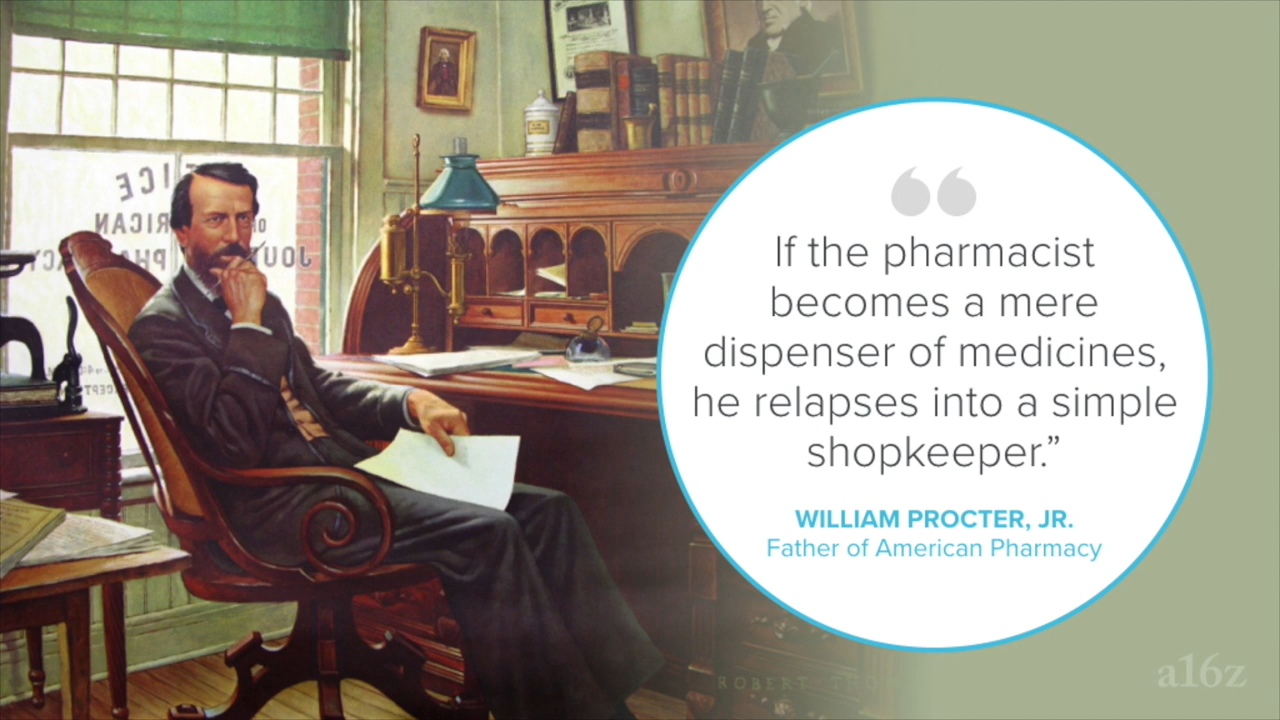 If the pharmacist
becomes a mere
dispenser of medicines,
he relapses into a simple
shopkeeper.”
WILLIAM PROCTER, JR.
Father of American Pharmacy
a16z
ROBERT